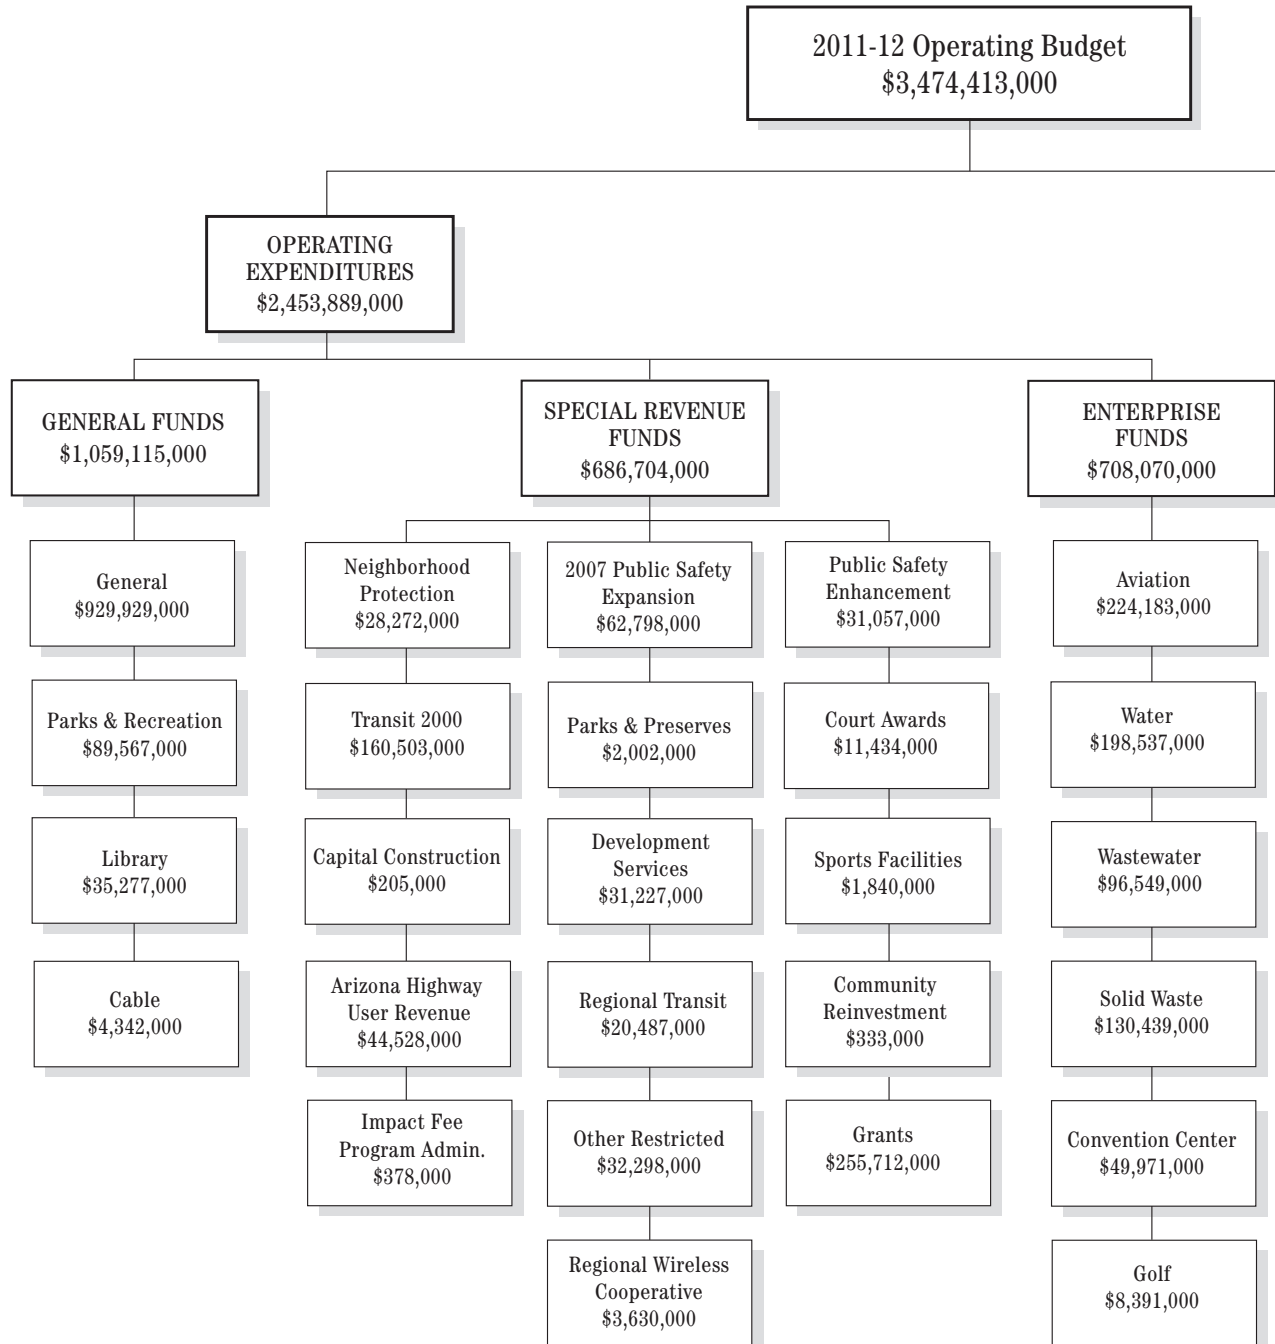 2011-12 Operating Budget
$3,474,413,000
OPERATING
EXPENDITURES
$2,453,889,000
GENERAL FUNDS
$1,059,115,000
General
$929,929,000
Parks & Recreation
$89,567,000
Library
$35,277,000
Cable
$4,342,000
SPECIAL REVENUE
FUNDS
$686,704,000
Neighborhood
Protection
$28,272,000
Transit 2000
$160,503,000
Capital Construction
$205,000
Arizona Highway
User Revenue
$44,528,000
Impact Fee
Program Admin.
$378,000
2007 Public Safety
Expansion
$62,798,000
Parks & Preserves
$2,002,000
Development
Services
$31,227,000
Regional Transit
$20,487,000
Other Restricted
$32,298,000
Regional Wireless
Cooperative
$3,630,000
Public Safety
Enhancement
$31,057,000
Court Awards
$11,434,000
Sports Facilities
$1,840,000
Community
Reinvestment
$333,000
Grants
$255,712,000
ENTERPRISE
FUNDS
$708,070,000
Aviation
$224,183,000
Water
$198,537,000
Wastewater
$96,549,000
Solid Waste
$130,439,000
Convention Center
$49,971,000
Golf
$8,391,000